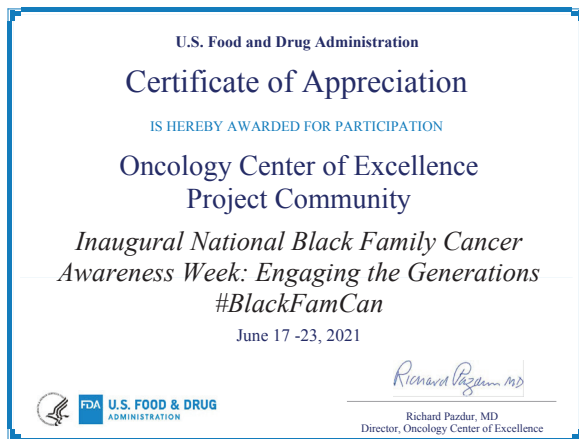 U.S. Food and Drug Administration
Certificate of Appreciation
IS HEREBY AWARDED FOR PARTICIPATION
Oncology Center of Excellence
Project Community
Inaugural National Black Family Cancer
Awareness Week: Engaging the Generations
#BlackFamCan
June 17 -23, 2021
Richard Pazdur MD
Richard Pazdur, MD
Director, Oncology Center of Excellence
FDA U.S. FOOD & DRUG
ADMINISTRATION